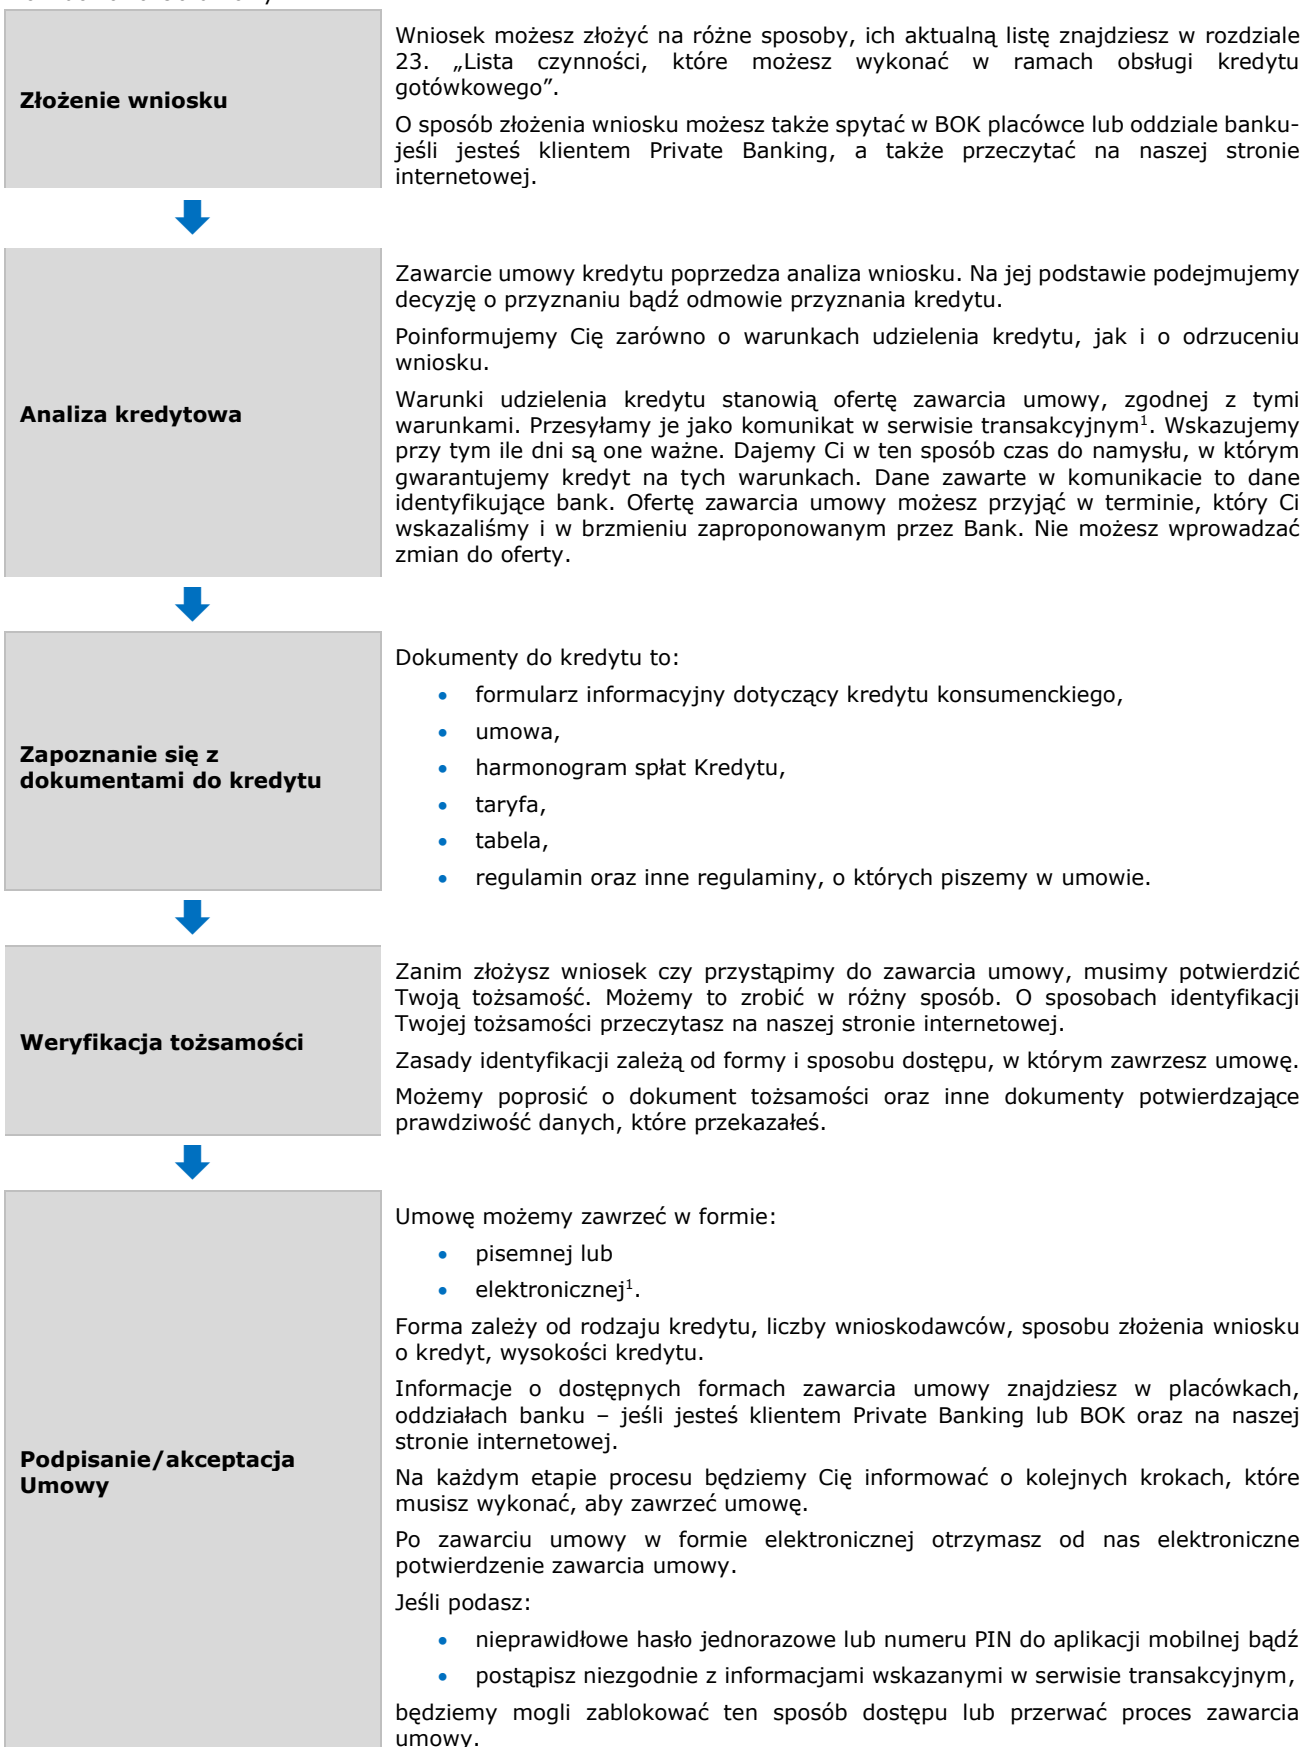 Złożenie wniosku
Wniosek możesz złożyć na różne sposoby, ich aktualną listę znajdziesz w rozdziale
23. „Lista czynności, które możesz wykonać w ramach obsługi kredytu
gotówkowego”.
O sposób złożenia wniosku możesz także spytać w BOK placówce lub oddziale banku-
jeśli jesteś klientem Private Banking, a także przeczytać na naszej stronie
internetowej.
Analiza kredytowa
Zawarcie umowy kredytu poprzedza analiza wniosku. Na jej podstawie podejmujemy
decyzję o przyznaniu bądź odmowie przyznania kredytu.
Poinformujemy Cię zarówno o warunkach udzielenia kredytu, jak i o odrzuceniu
wniosku.
Warunki udzielenia kredytu stanowią ofertę zawarcia umowy, zgodnej z tymi
warunkami. Przesyłamy je jako komunikat w serwisie transakcyjnym¹. Wskazujemy
przy tym ile dni są one ważne. Dajemy Ci w ten sposób czas do namysłu, w którym
gwarantujemy kredyt na tych warunkach. Dane zawarte w komunikacie to dane
identyfikujące bank. Ofertę zawarcia umowy możesz przyjąć w terminie, który Ci
wskazaliśmy i w brzmieniu zaproponowanym przez Bank. Nie możesz wprowadzać
zmian do oferty.
Zapoznanie się z
dokumentami do kredytu
Dokumenty do kredytu to:
• formularz informacyjny dotyczący kredytu konsumenckiego,
• umowa,
• harmonogram spłat Kredytu,
• taryfa,
• tabela,
• regulamin oraz inne regulaminy, o których piszemy w umowie.
Weryfikacja tożsamości
Zanim złożysz wniosek czy przystąpimy do zawarcia umowy, musimy potwierdzić
Twoją tożsamość. Możemy to zrobić w różny sposób. O sposobach identyfikacji
Twojej tożsamości przeczytasz na naszej stronie internetowej.
Zasady identyfikacji zależą od formy i sposobu dostępu, w którym zawrzesz umowę.
Możemy poprosić o dokument tożsamości oraz inne dokumenty potwierdzające
prawdziwość danych, które przekazałeś.
Podpisanie/akceptacja
Umowy
Umowę możemy zawrzeć w formie:
• pisemnej lub
• elektronicznej¹.
Forma zależy od rodzaju kredytu, liczby wnioskodawców, sposobu złożenia wniosku
o kredyt, wysokości kredytu.
Informacje o dostępnych formach zawarcia umowy znajdziesz w placówkach,
oddziałach banku – jeśli jesteś klientem Private Banking lub BOK oraz na naszej
stronie internetowej.
Na każdym etapie procesu będziemy Cię informować o kolejnych krokach, które
musisz wykonać, aby zawrzeć umowę.
Po zawarciu umowy w formie elektronicznej otrzymasz od nas elektroniczne
potwierdzenie zawarcia umowy.
Jeśli podasz:
• nieprawidłowe hasło jednorazowe lub numeru PIN do aplikacji mobilnej bądź
• postąpisz niezgodnie z informacjami wskazanymi w serwisie transakcyjnym,
będziemy mogli zablokować ten sposób dostępu lub przerwać proces zawarcia
umowy.